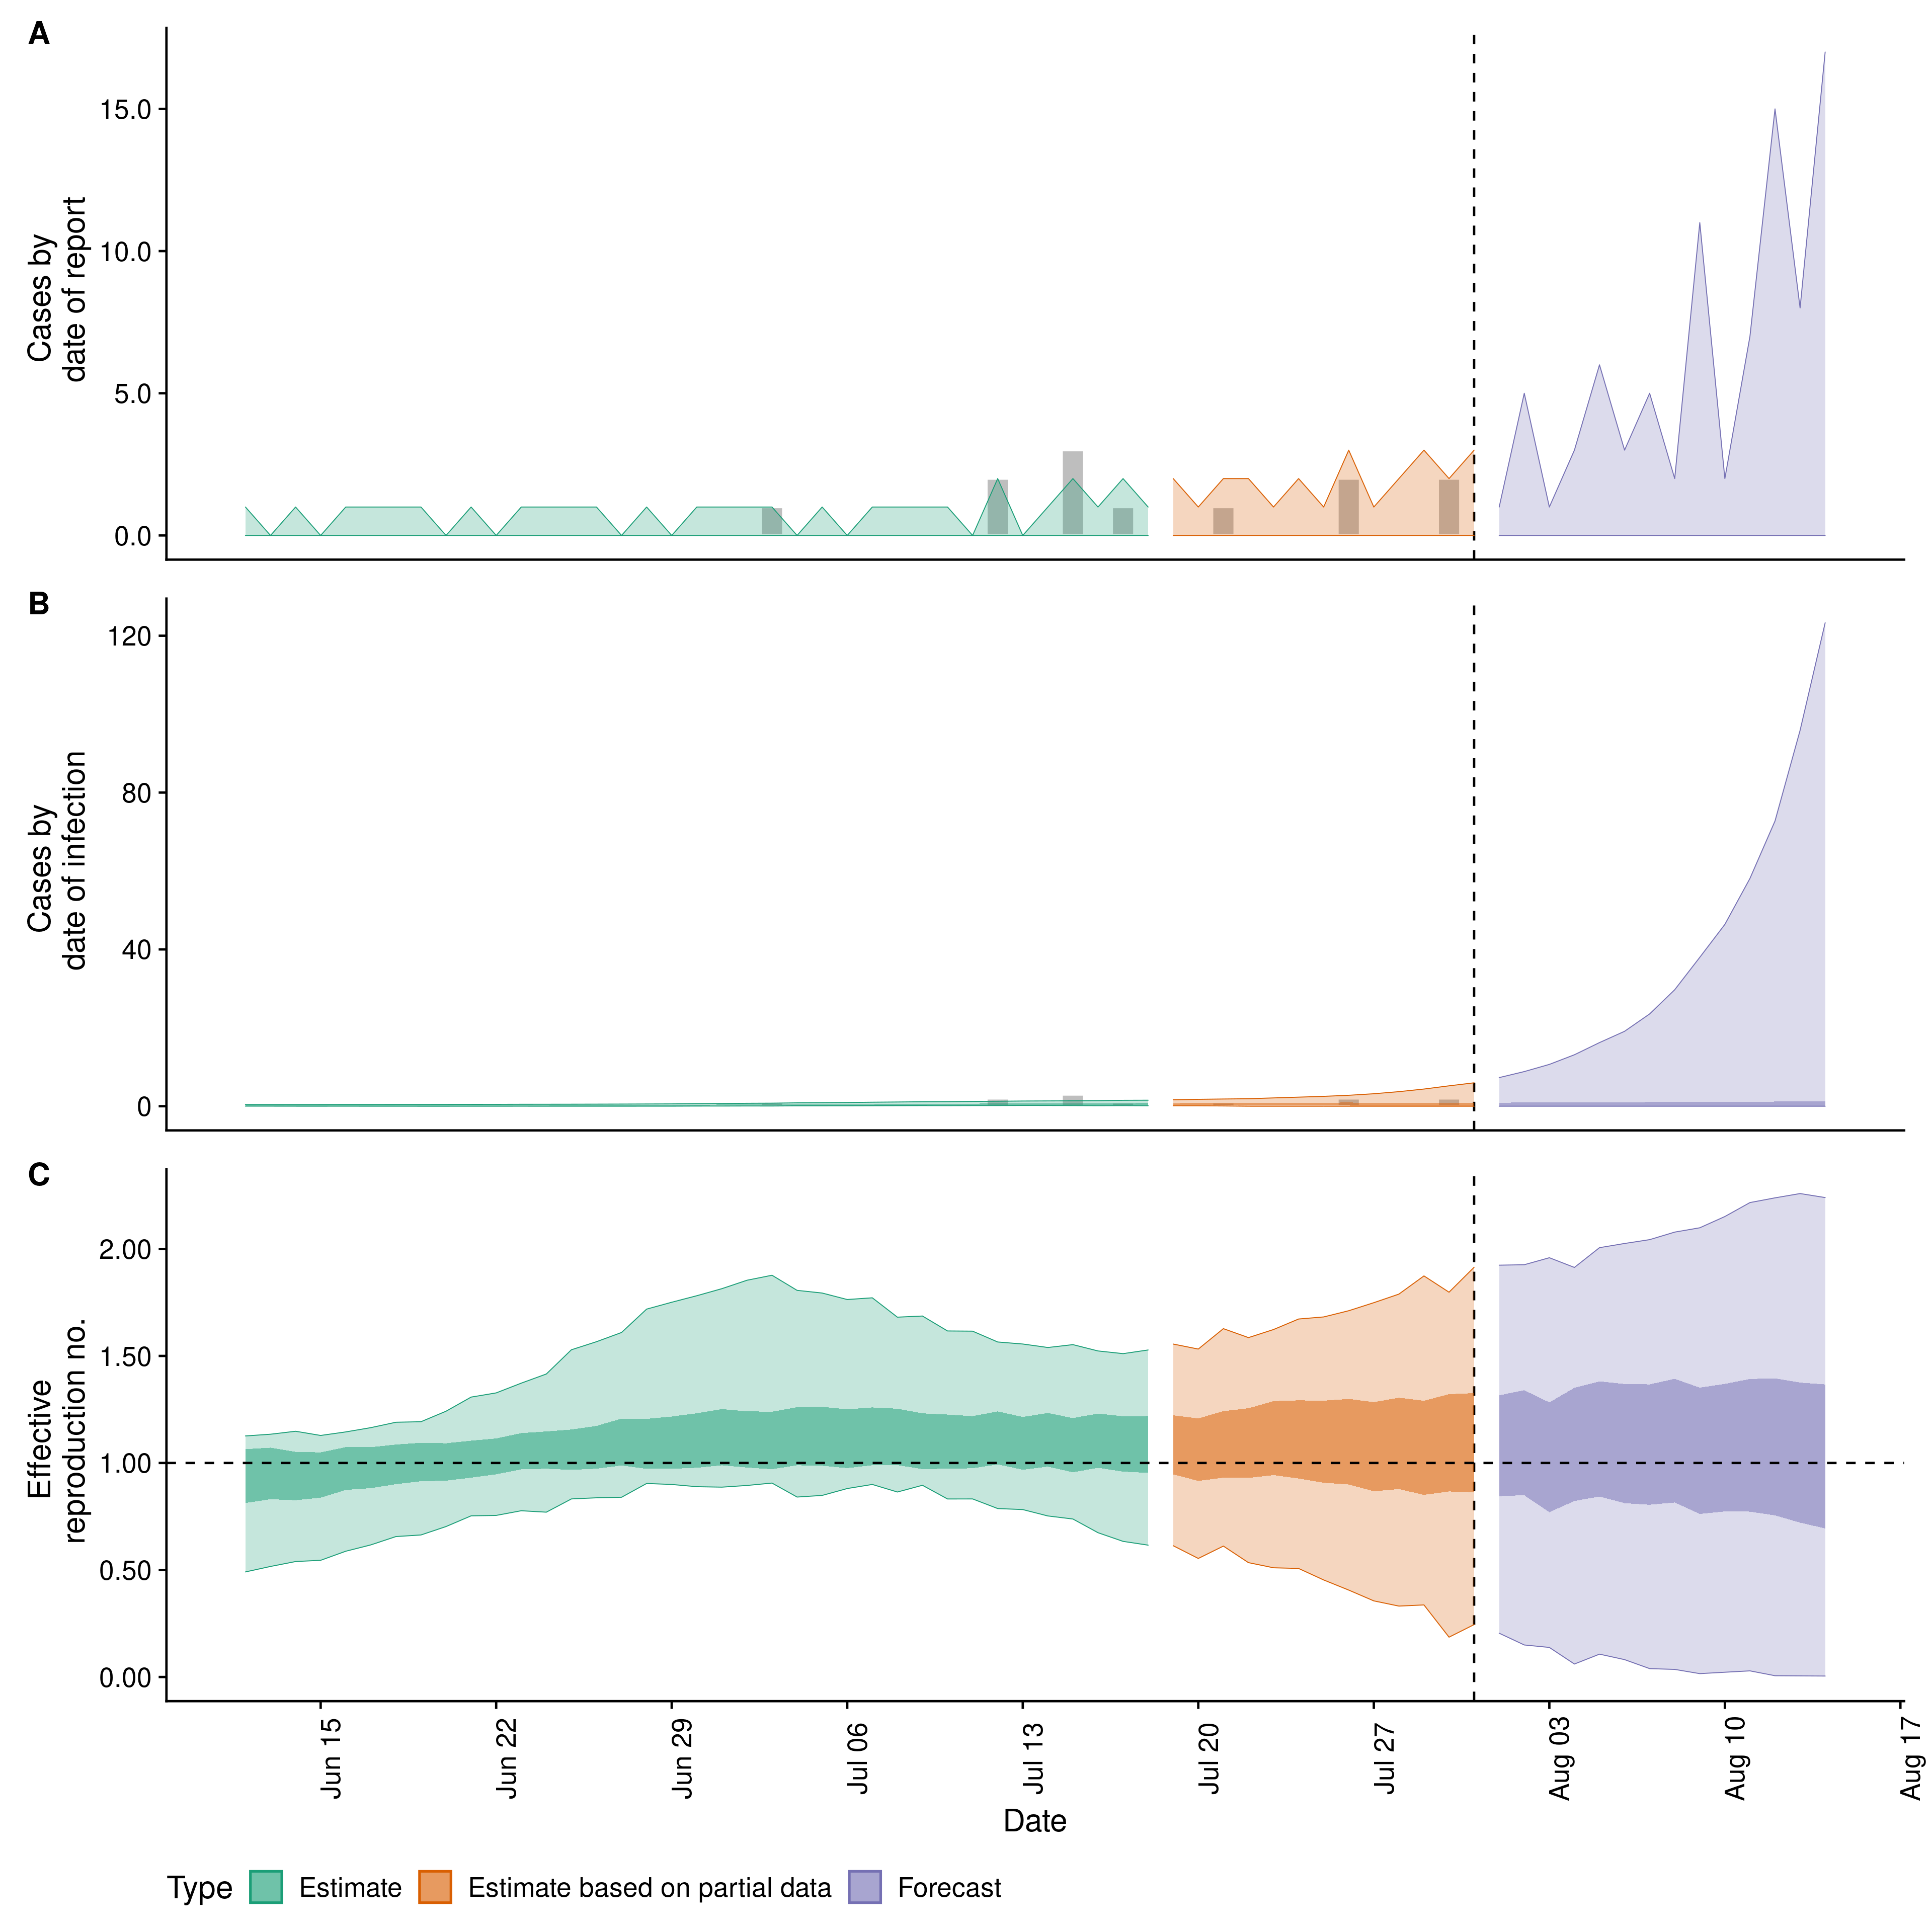 A
Cases by
date of report
15.0
10.0
5.0
0.0
B
Cases by
date of infection
120
80
40
0
C
Effective
reproduction no.
2.00
1.50
1.00
0.50
0.00
Jun 15
Jun 22
Jun 29
Jul 06
Jul 13
Jul 20
Jul 27
Aug 03
Aug 10
Aug 17
Date
Type Estimate Estimate based on partial data Forecast